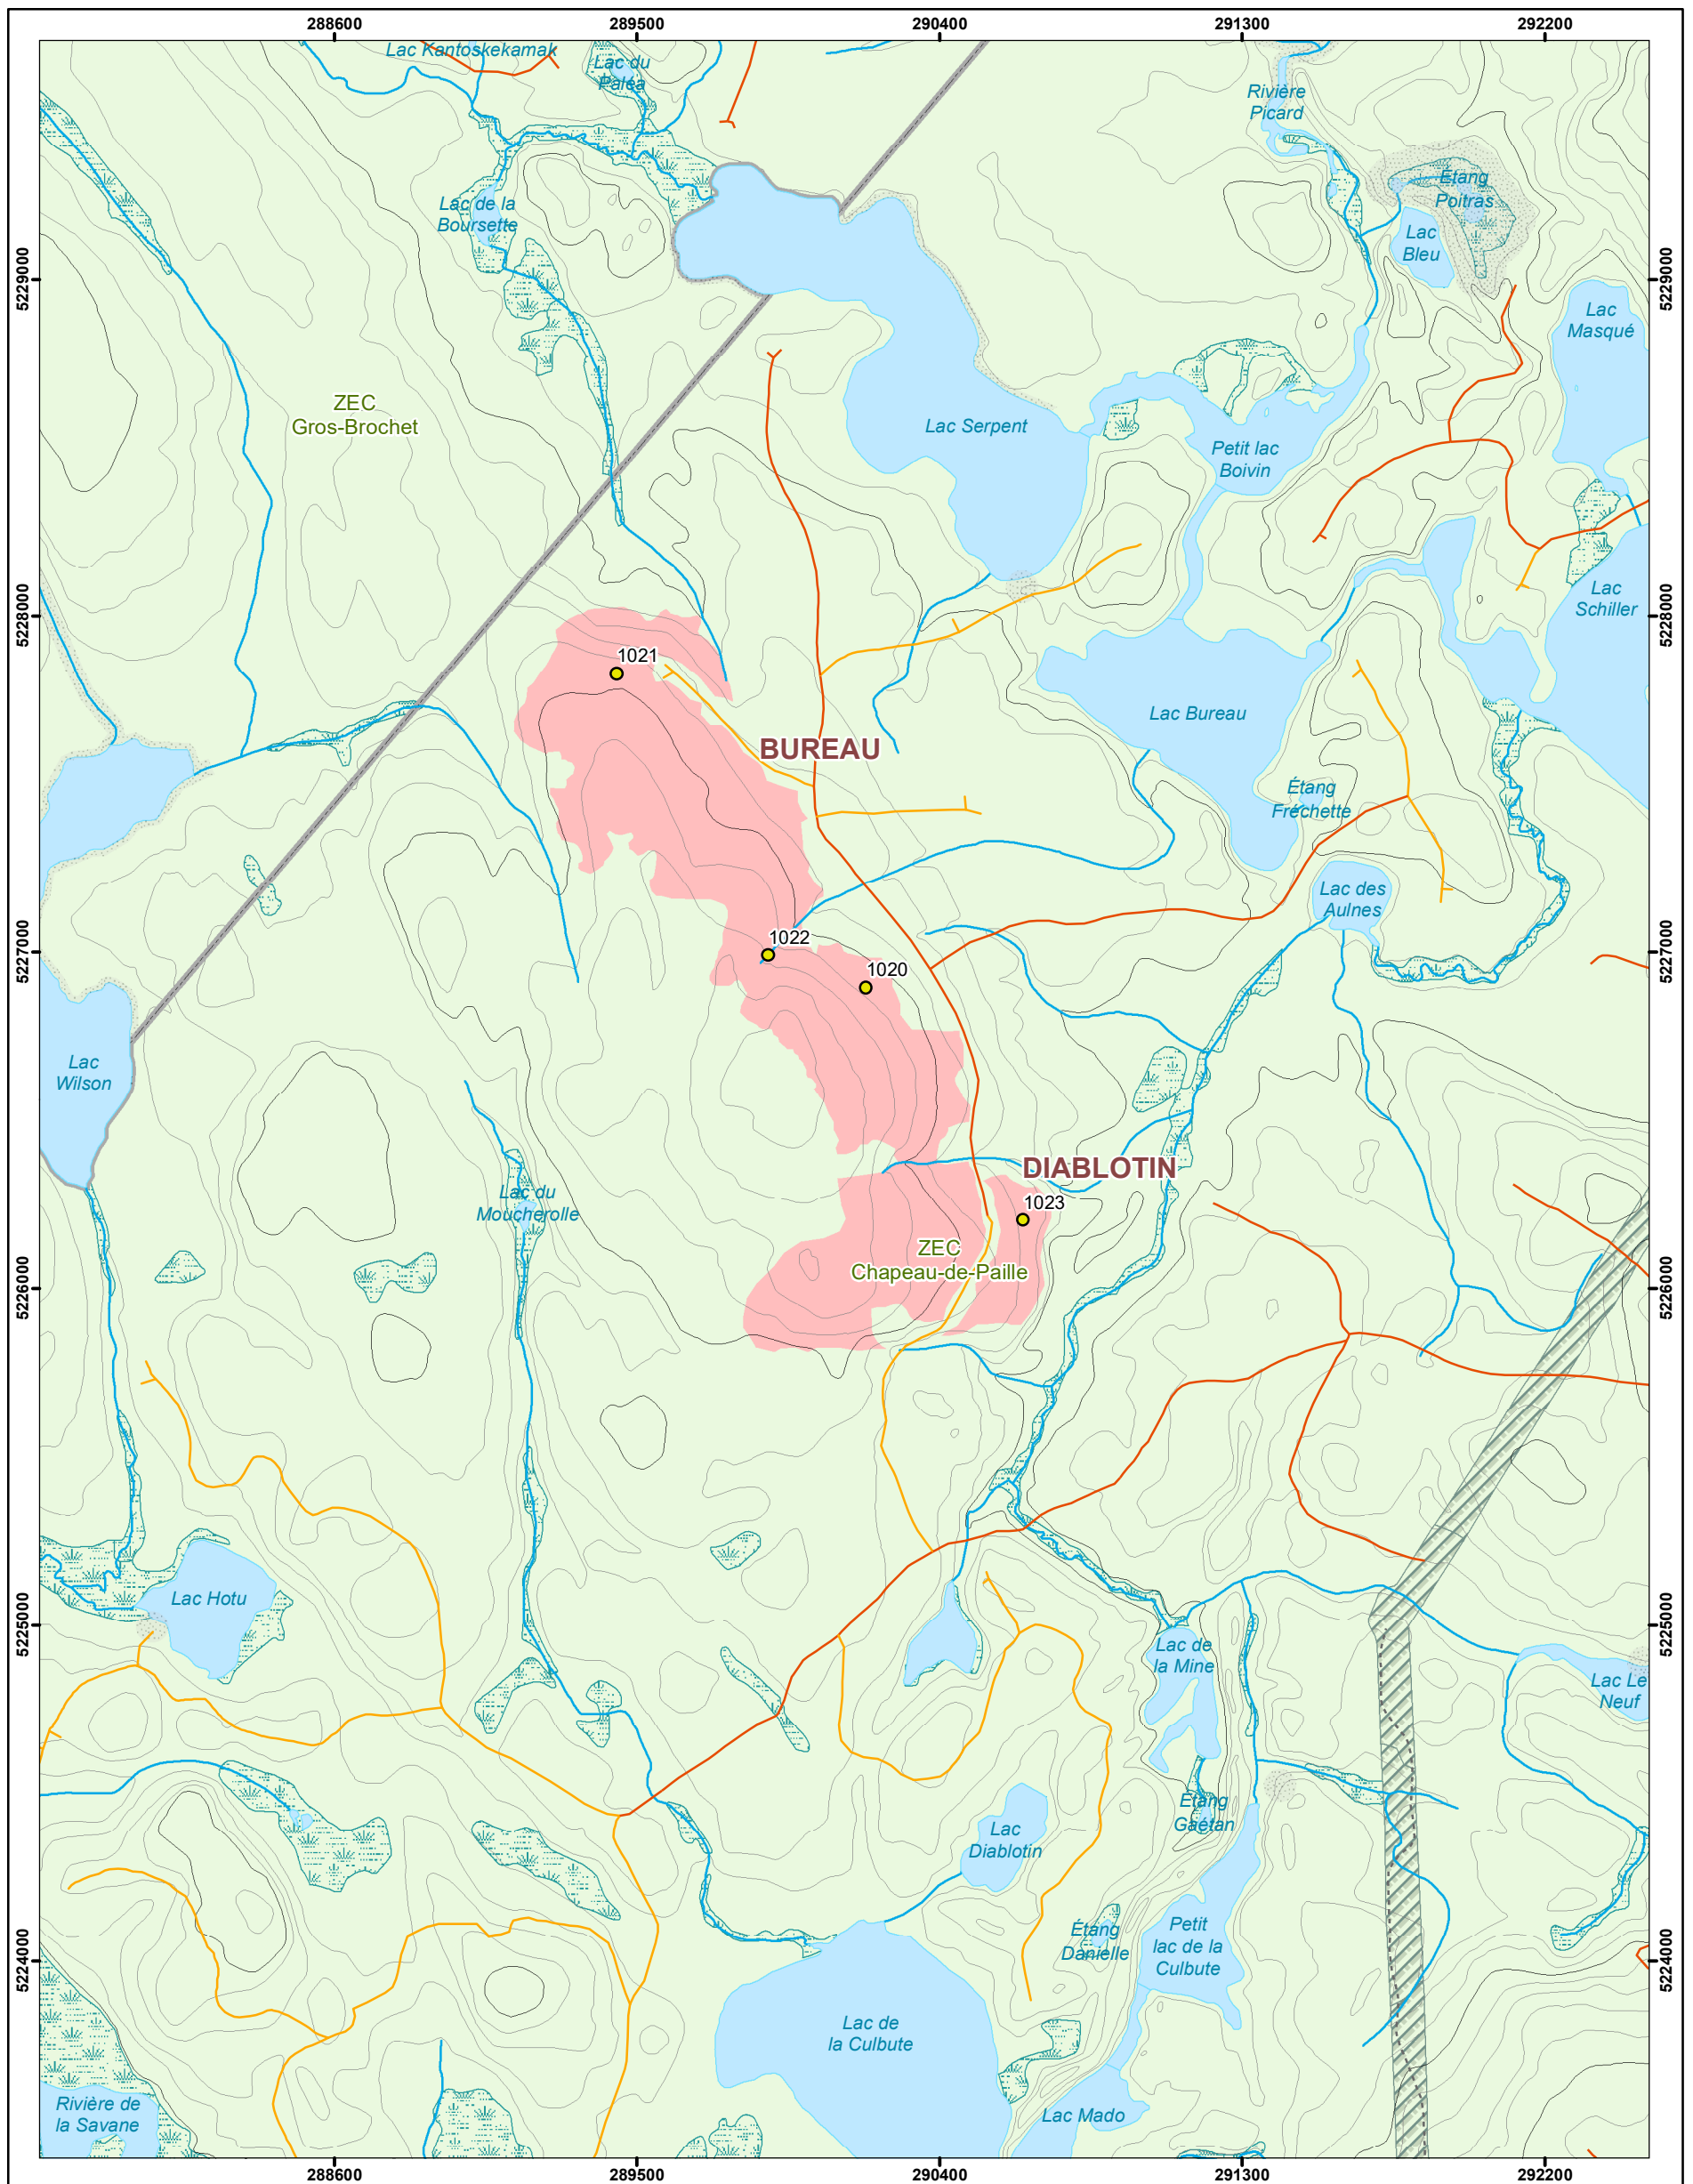 288600
289500
290400
291300
292200
Lac Kantoskekamak
Lac du
Paléa
Rivière
Picard
Étang
Poitras
Lac de la
Boursette
Lac
Bleu
5229000
5229000
Lac
Masqué
ZEC
Gros-Brochet
Lac Serpent
Petit lac
Boivin
Lac
Schiller
5228000
5228000
1021
Lac Bureau
BUREAU
Étang
Fréchette
Lac des
Aulnes
1022
1020
5227000
5227000
Lac
Wilson
DIABLOTIN
Lac du
Moucherolle
1023
ZEC
Chapeau-de-Paille
5226000
5226000
Lac Hotu
5225000
5225000
Lac de
la Mine
Lac Le
Neuf
Étang
Gaétan
Lac
Diablotin
Étang
Danielle
Petit
lac de la
Culbute
5224000
5224000
Lac de
la Culbute
Rivière de
la Savane
Lac Mado
288600
289500
290400
291300
292200